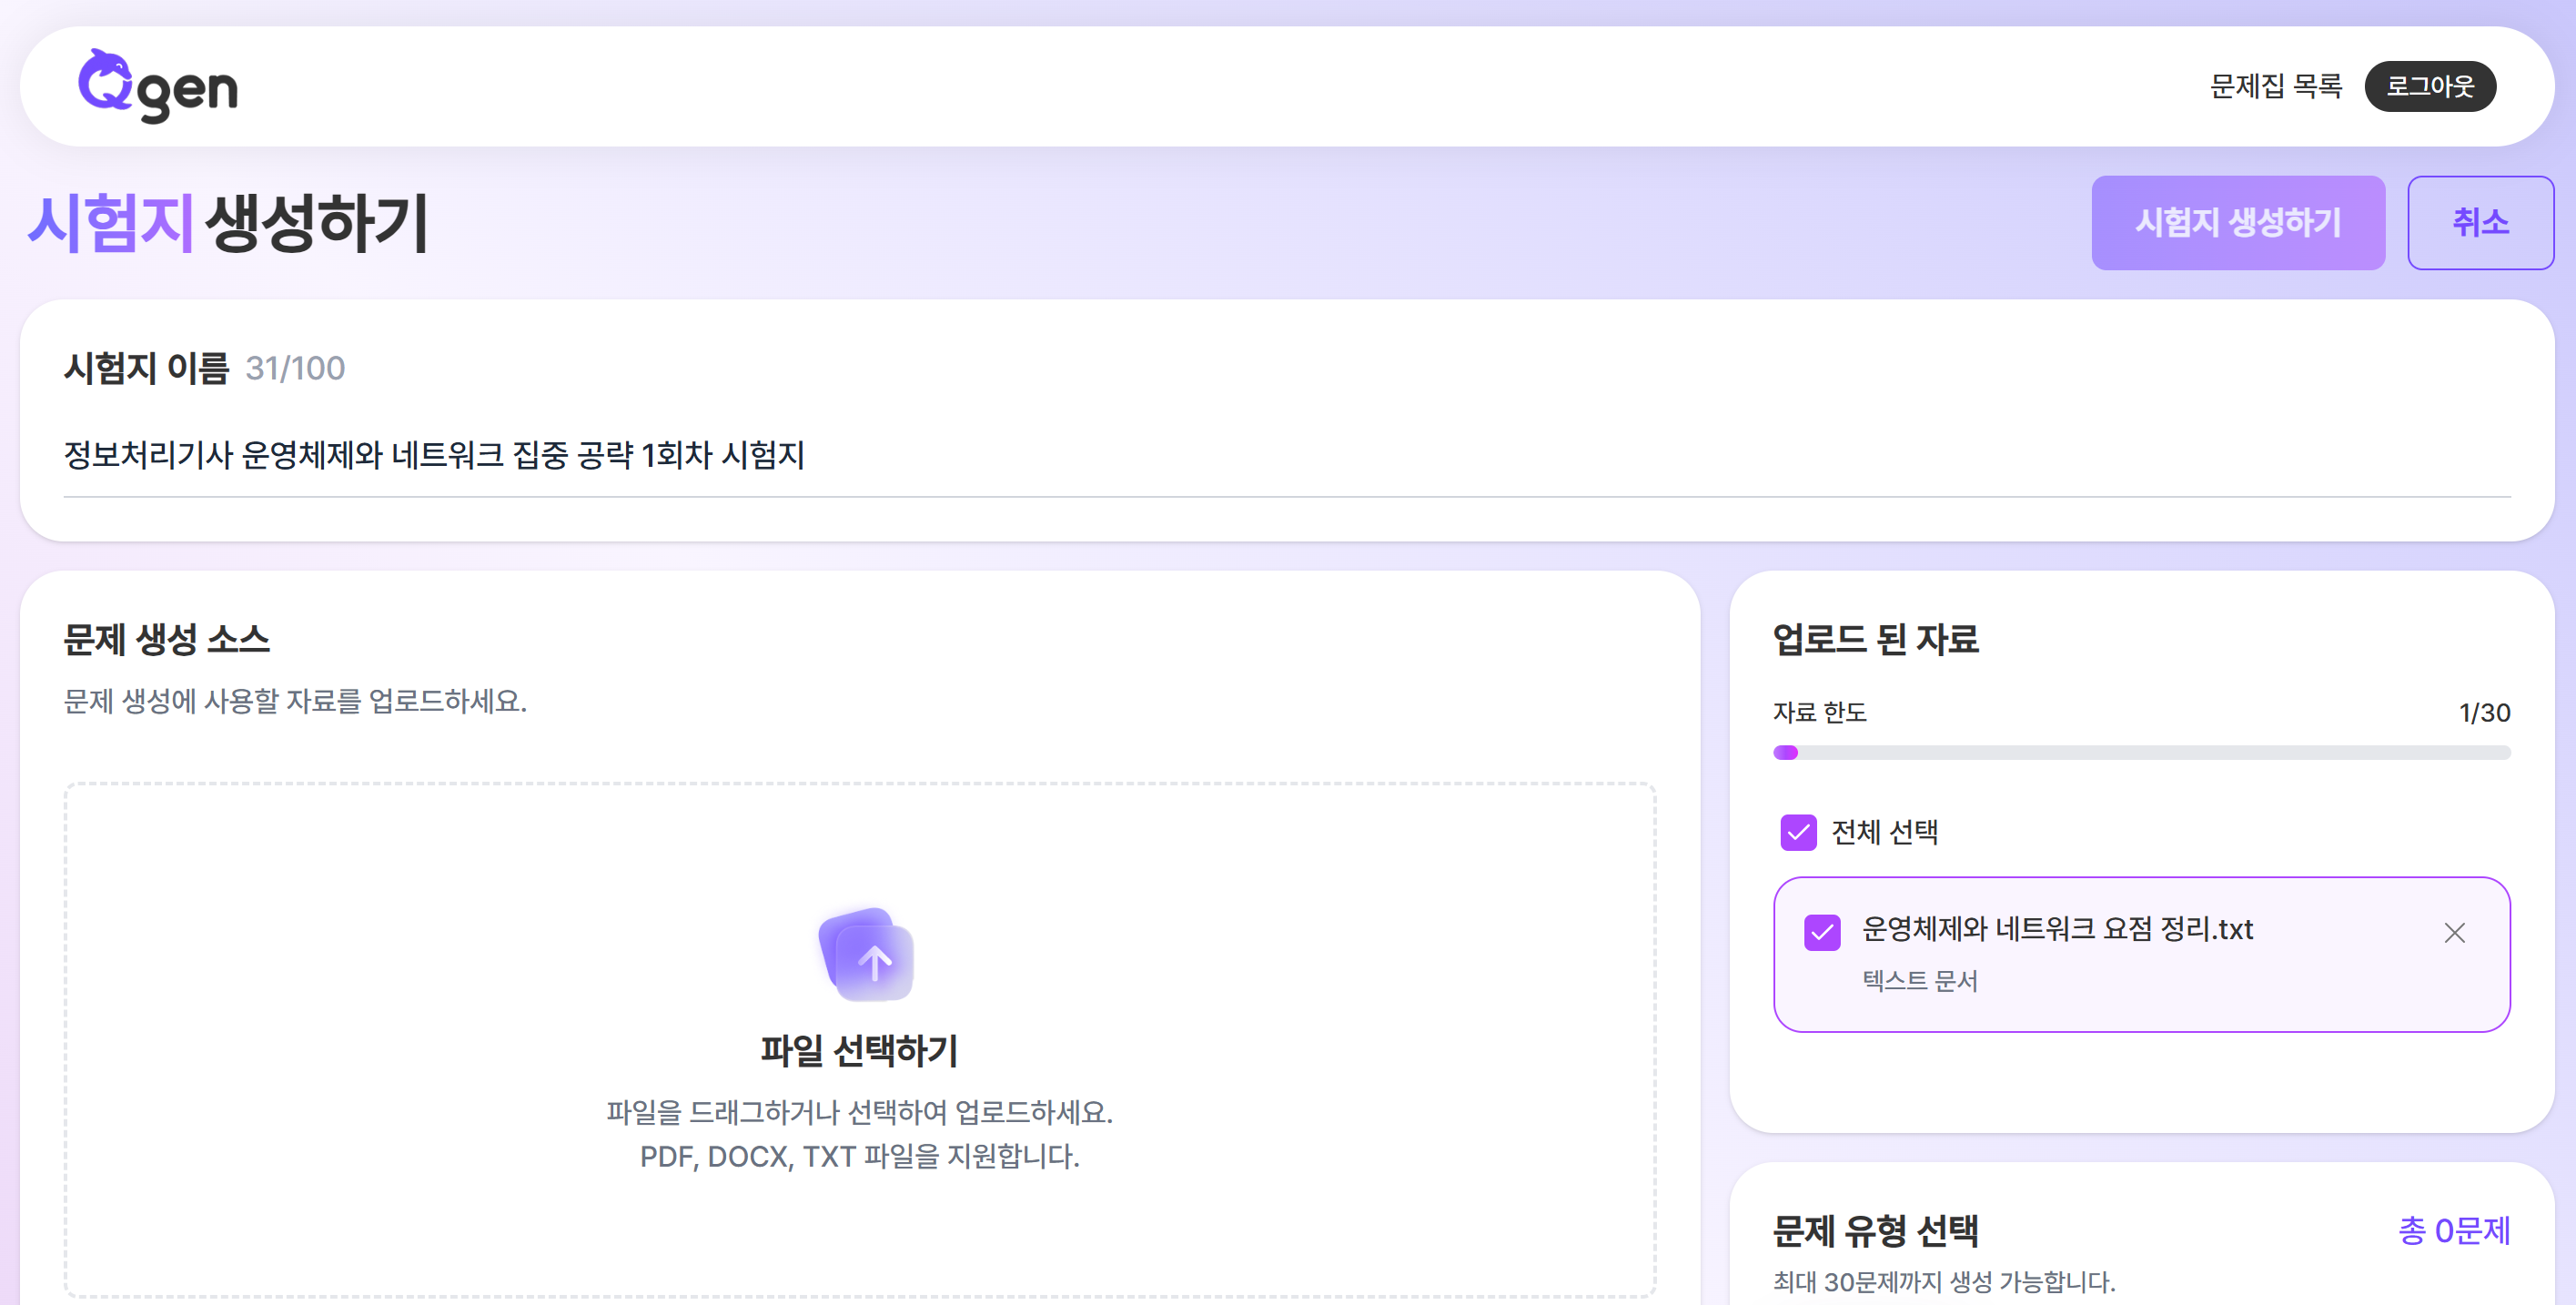 Qgen
문제집 목록
로그아웃
시험지 생성하기
시험지 생성하기
취소
시험지 이름 31/100
정보처리기사 운영체제와 네트워크 집중 공략 1회차 시험지
문제 생성 소스
문제 생성에 사용할 자료를 업로드하세요.
파일 선택하기
파일을 드래그하거나 선택하여 업로드하세요.
PDF, DOCX, TXT 파일을 지원합니다.
업로드 된 자료
자료 한도 1/30
전체 선택
운영체제와 네트워크 요점 정리.txt
텍스트 문서
문제 유형 선택 총 0문제
최대 30문제까지 생성 가능합니다.